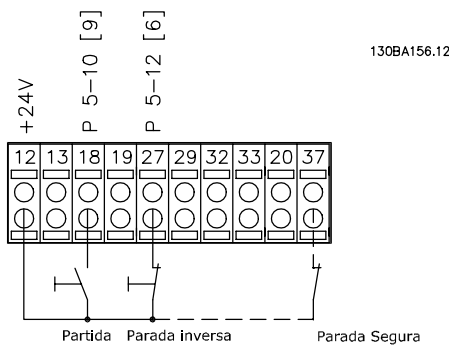 130BA156.12
+24V
P 5-10 [9]
P 5-12 [6]
12 13 18 19 27 29 32 33 20 37
Partida Parada inversa Parada Segura